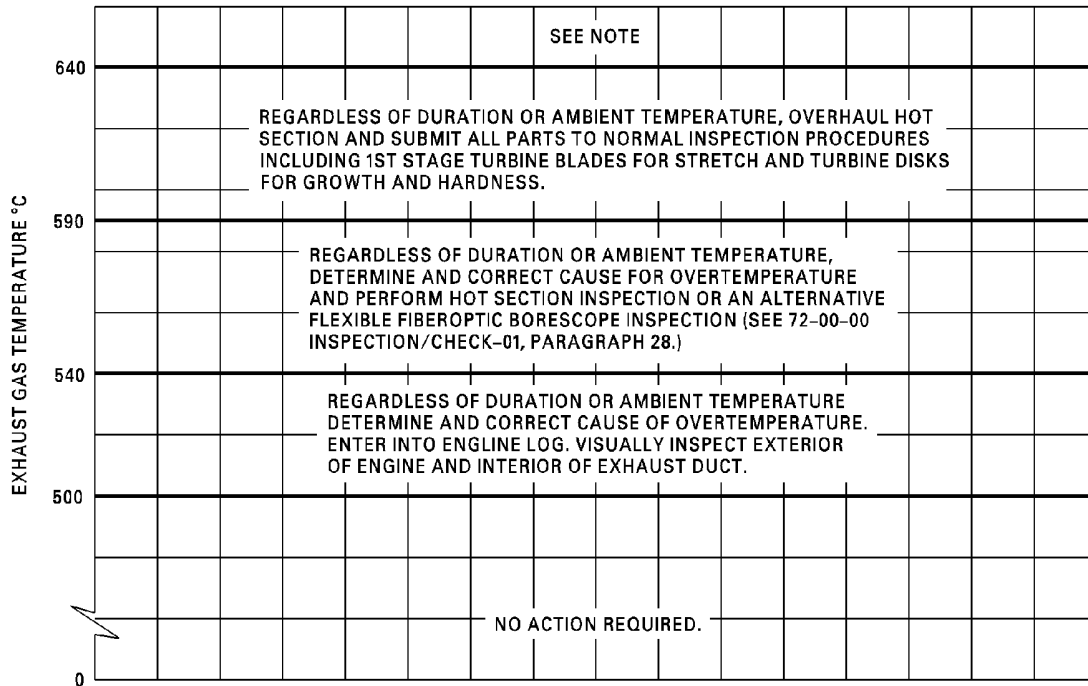 SEE NOTE
640
REGARDLESS OF DURATION OR AMBIENT TEMPERATURE, OVERHAUL HOT
SECTION AND SUBMIT ALL PARTS TO NORMAL INSPECTION PROCEDURES
INCLUDING 1ST STAGE TURBINE BLADES FOR STRETCH AND TURBINE DISKS
FOR GROWTH AND HARDNESS.
EXHAUST GAS TEMPERATURE °C
590
REGARDLESS OF DURATION OR AMBIENT TEMPERATURE,
DETERMINE AND CORRECT CAUSE FOR OVERTEMPERATURE
AND PERFORM HOT SECTION INSPECTION OR AN ALTERNATIVE
FLEXIBLE FIBEROPTIC BORESCOPE INSPECTION (SEE 72-00-00
INSPECTION/CHECK-01, PARAGRAPH 28.)
540
REGARDLESS OF DURATION OR AMBIENT TEMPERATURE
DETERMINE AND CORRECT CAUSE OF OVERTEMPERATURE.
ENTER INTO ENGLINE LOG. VISUALLY INSPECT EXTERIOR
OF ENGINE AND INTERIOR OF EXHAUST DUCT.
500
NO ACTION REQUIRED.
0